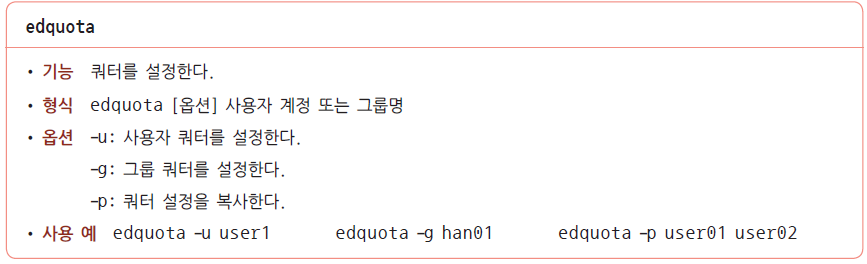 edquota
• 기능 쿼터를 설정한다.
• 형식 edquota [옵션] 사용자 계정 또는 그룹명
• 옵션 -u: 사용자 쿼터를 설정한다.
-g: 그룹 쿼터를 설정한다.
-p: 쿼터 설정을 복사한다.
• 사용 예 edquota -u user1 edquota -g han01 edquota -p user01 user02